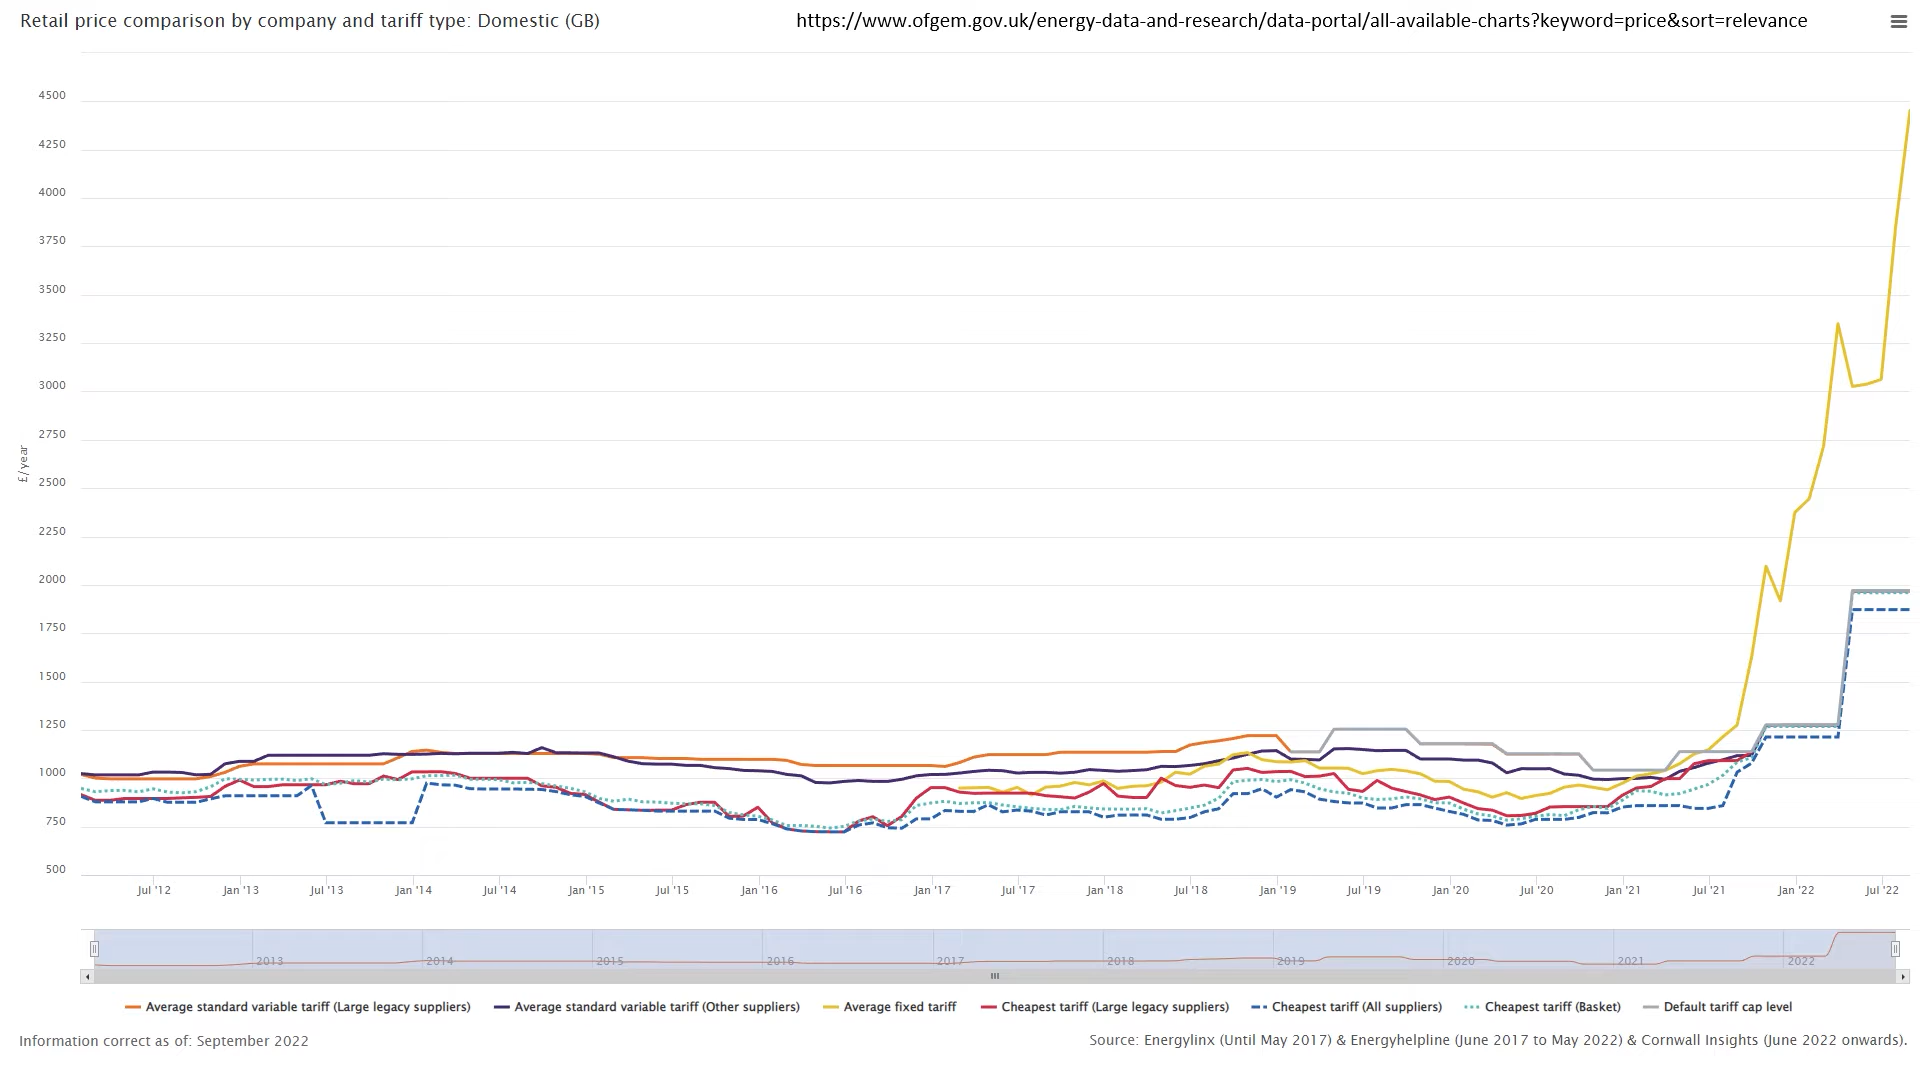 Retail price comparison by company and tariff type: Domestic (GB)
https://www.ofgem.gov.uk/energy-data-and-research/data-portal/all-available-charts?keyword=price&sort=relevance
4500
4250
4000
3750
3500
3250
3000
2750
2500
2250
2000
1750
1500
1250
1000
750
500
£/year
Jul '12 Jan '13 Jul '13 Jan '14 Jul '14 Jan '15 Jul '15 Jan '16 Jul '16 Jan '17 Jul '17 Jan '18 Jul '18 Jan '19 Jul '19 Jan '20 Jul '20 Jan '21 Jul '21 Jan '22 Jul '22
2013 2014 2015 2016 2017 2018 2019 2020 2021 2022
Average standard variable tariff (Large legacy suppliers) Average standard variable tariff (Other suppliers) Average fixed tariff Cheapest tariff (Large legacy suppliers) Cheapest tariff (All suppliers) Cheapest tariff (Basket) Default tariff cap level
Information correct as of: September 2022
Source: Energylinx (Until May 2017) & Energyhelpline (June 2017 to May 2022) & Cornwall Insights (June 2022 onwards).